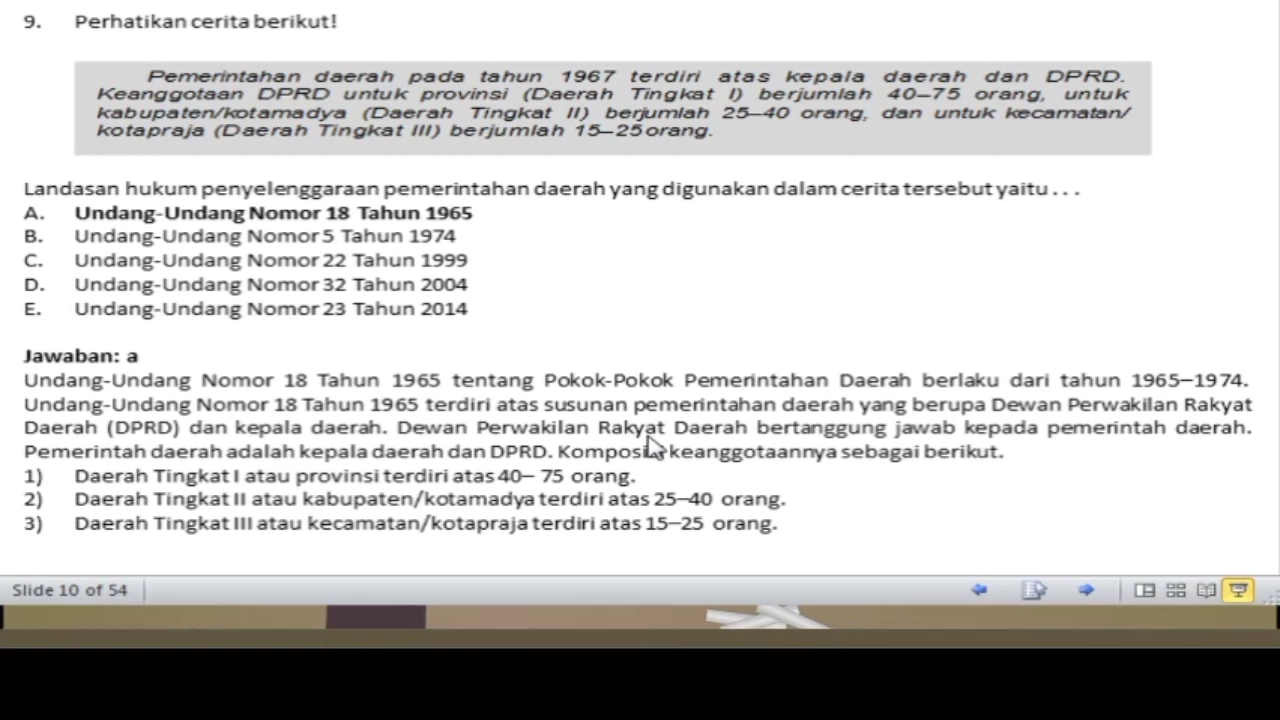 9. Perhatikan cerita berikut!
Pemerintahan daerah pada tahun 1967 terdiri atas kepala daerah dan DPRD.
Keanggotaan DPRD untuk provinsi (Daerah Tingkat I) berjumlah 40–75 orang, untuk
kabupaten/kotamadya (Daerah Tingkat II) berjumlah 25–40 orang, dan untuk kecamatan/
kotapraja (Daerah Tingkat III) berjumlah 15–25 orang.
Landasan hukum penyelenggaraan pemerintahan daerah yang digunakan dalam cerita tersebut yaitu . . .
A. Undang-Undang Nomor 18 Tahun 1965
B. Undang-Undang Nomor 5 Tahun 1974
C. Undang-Undang Nomor 22 Tahun 1999
D. Undang-Undang Nomor 32 Tahun 2004
E. Undang-Undang Nomor 23 Tahun 2014
Jawaban: a
Undang-Undang Nomor 18 Tahun 1965 tentang Pokok-Pokok Pemerintahan Daerah berlaku dari tahun 1965–1974.
Undang-Undang Nomor 18 Tahun 1965 terdiri atas susunan pemerintahan daerah yang berupa Dewan Perwakilan Rakyat
Daerah (DPRD) dan kepala daerah. Dewan Perwakilan Rakyat Daerah bertanggung jawab kepada pemerintah daerah.
Pemerintah daerah adalah kepala daerah dan DPRD. Komposisi keanggotaannya sebagai berikut.
1) Daerah Tingkat I atau provinsi terdiri atas 40– 75 orang.
2) Daerah Tingkat II atau kabupaten/kotamadya terdiri atas 25–40 orang.
3) Daerah Tingkat III atau kecamatan/kotapraja terdiri atas 15–25 orang.
Slide 10 of 54